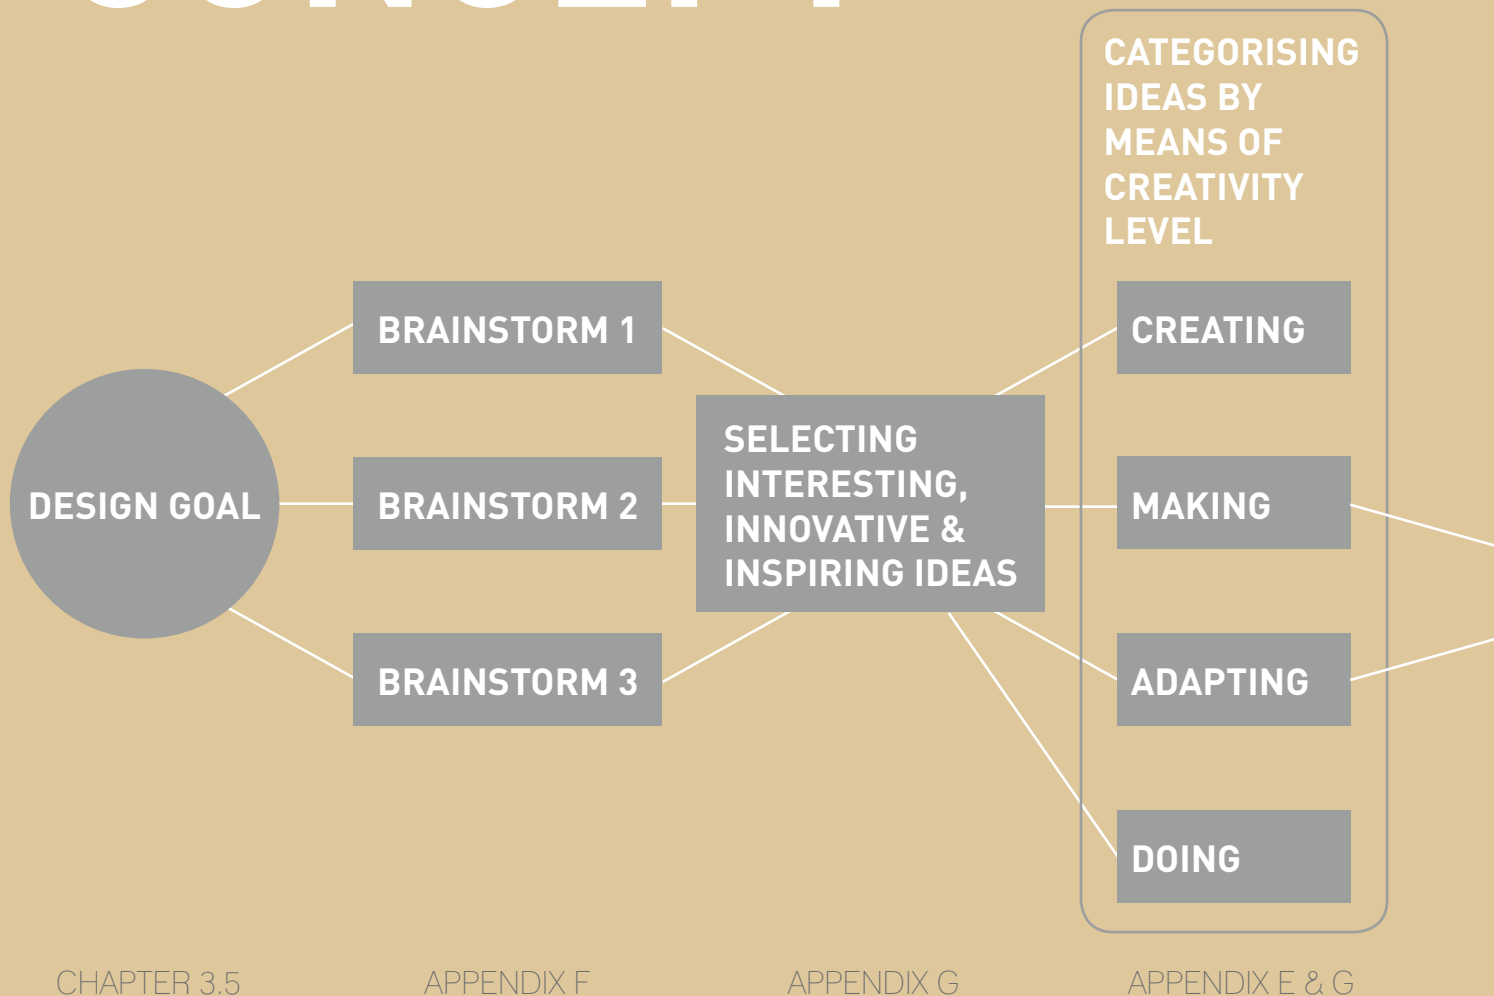 CONCEPT
CATEGORISING
IDEAS BY
MEANS OF
CREATIVITY
LEVEL
BRAINSTORM 1
CREATING
DESIGN GOAL
BRAINSTORM 2
SELECTING
INTERESTING,
INNOVATIVE &
INSPIRING IDEAS
MAKING
BRAINSTORM 3
ADAPTING
DOING
CHAPTER 3.5
APPENDIX F
APPENDIX G
APPENDIX E & G